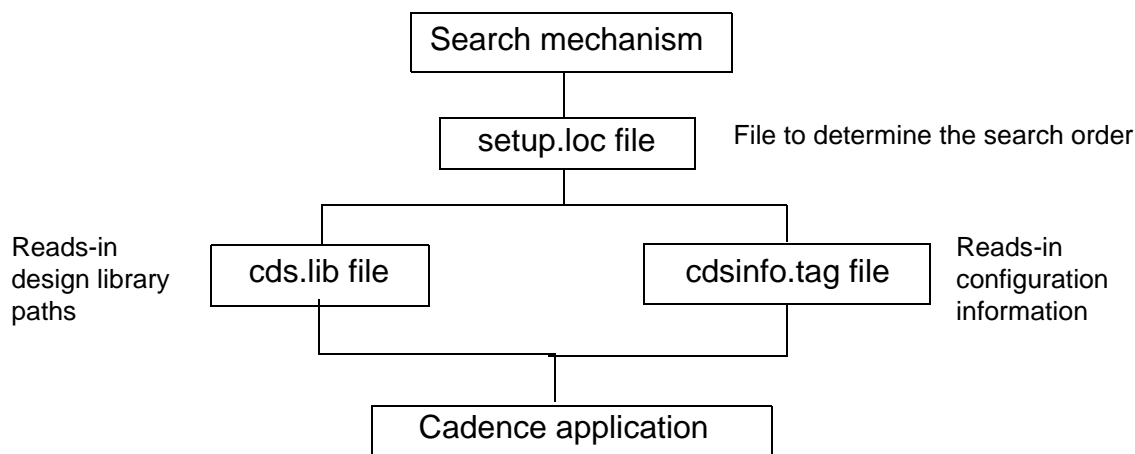 Search mechanism
setup.loc file
File to determine the search order
Reads-in
design library
paths
cds.lib file
cdsinfo.tag file
Reads-in
configuration
information
Cadence application